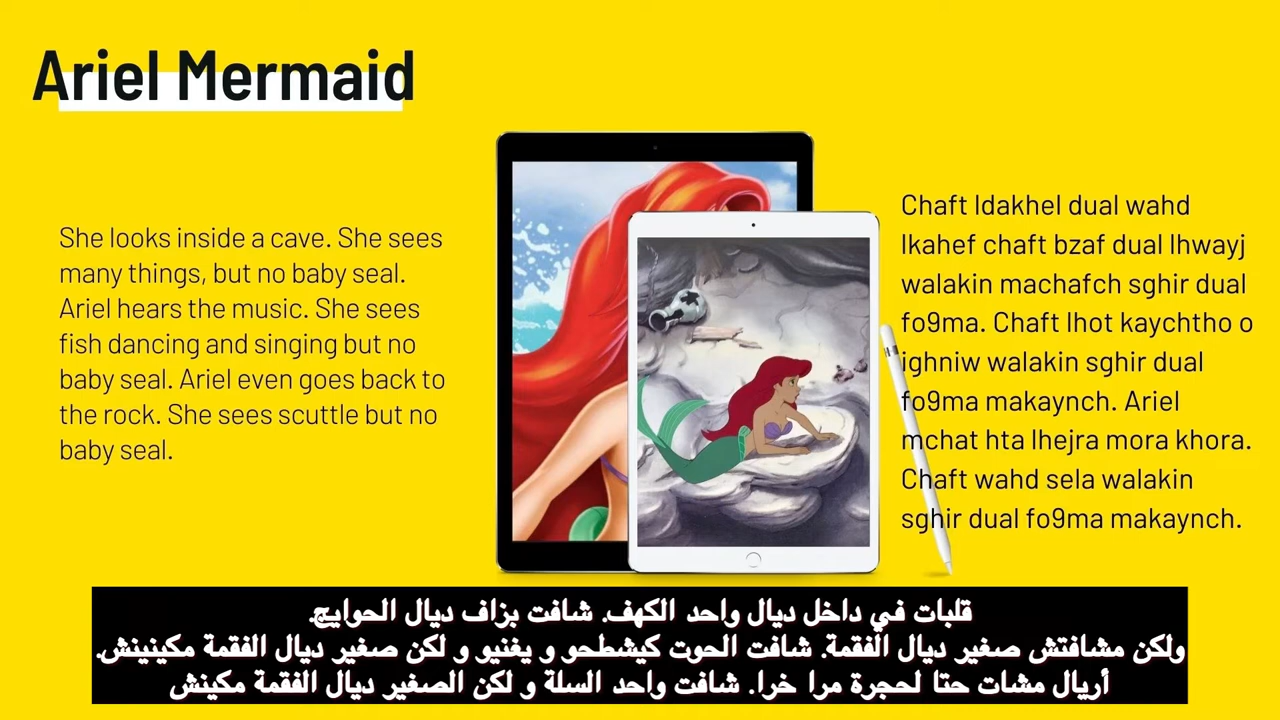 Ariel Mermaid
She looks inside a cave. She sees
many things, but no baby seal.
Ariel hears the music. She sees
fish dancing and singing but no
baby seal. Ariel even goes back to
the rock. She sees scuttle but no
baby seal.
Chaft ldakhel dual wahd
lkahef chaft bzaf dual lhwayj
walakin machafch sghir dual
fo9ma. Chaft lhot kaychtho o
ighniw walakin sghir dual
fo9ma makaynch. Ariel
mchat hta lhejra mora khora.
Chaft wahd sela walakin
sghir dual fo9ma makaynch.
قلبات في داخل ديال واحد الكهف. شافت بزاف ديال الحوايج.
ولكن مشافتش صغير ديال الفقمة. شافت الحوت كيشطحو و يغنيو و لكن صغير ديال الفقمة مكينينش.
أريال مشات حتا لحجرة مرا خرا. شافت واحد السلة و لكن الصغير ديال الفقمة مكينش